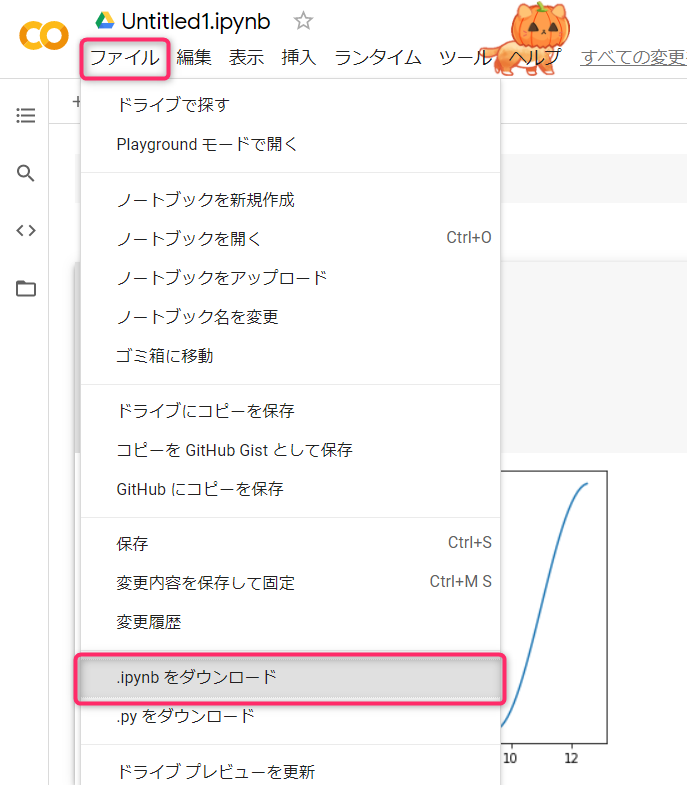 CO
Untitled1.ipynb
ファイル 編集 表示 挿入 ランタイム ツール ヘルプ すべての変更
+
ドライブで探す
Playground モードで開く
ノートブックを新規作成
ノートブックを開く Ctrl+O
ノートブックをアップロード
ノートブック名を変更
ゴミ箱に移動
ドライブにコピーを保存
コピーを GitHub Gist として保存
GitHub にコピーを保存
保存 Ctrl+S
変更内容を保存して固定 Ctrl+M S
変更履歴
.ipynb をダウンロード
.py をダウンロード
10 12
ドライブ プレビューを更新